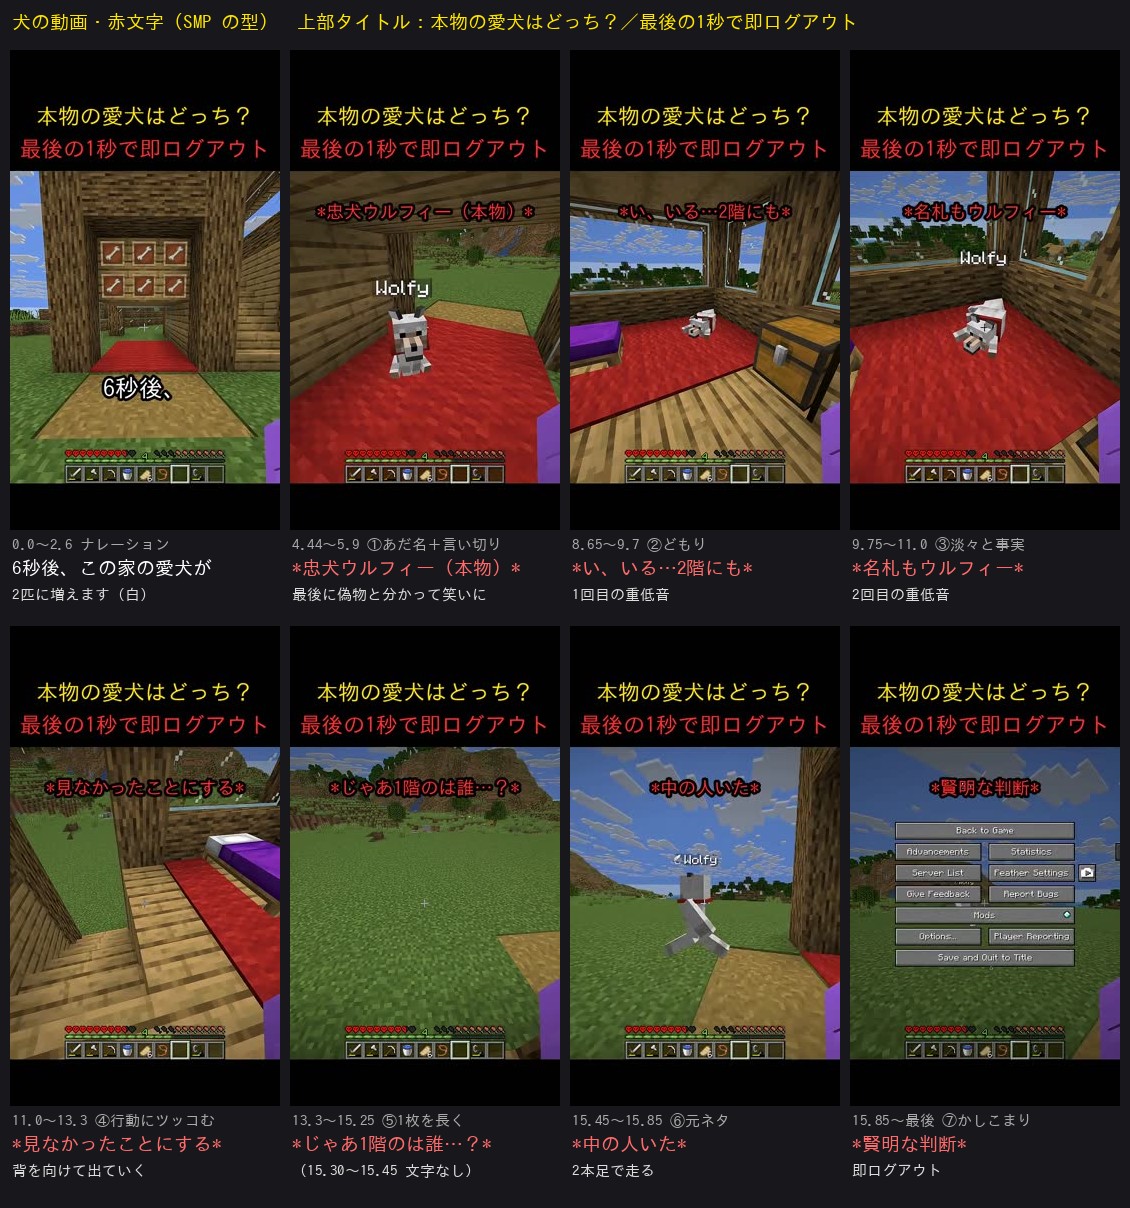 犬の動画・赤文字（SMP の型）　上部タイトル：本物の愛犬はどっち？／最後の1秒で即ログアウト
本物の愛犬はどっち？
最後の1秒で即ログアウト
6秒後、
0.0〜2.6 ナレーション
6秒後、この家の愛犬が
2匹に増えます（白）
本物の愛犬はどっち？
最後の1秒で即ログアウト
*忠犬ウルフィー（本物）*
Wolfy
4.44〜5.9 ①あだ名＋言い切り
*忠犬ウルフィー（本物）*
最後に偽物と分かって笑いに
本物の愛犬はどっち？
最後の1秒で即ログアウト
*い、いる…2階にも*
8.65〜9.7 ②どもり
*い、いる…2階にも*
1回目の重低音
本物の愛犬はどっち？
最後の1秒で即ログアウト
*名札もウルフィー*
Wolfy
9.75〜11.0 ③淡々と事実
*名札もウルフィー*
2回目の重低音
本物の愛犬はどっち？
最後の1秒で即ログアウト
*見なかったことにする*
11.0〜13.3 ④行動にツッコむ
*見なかったことにする*
背を向けて出ていく
本物の愛犬はどっち？
最後の1秒で即ログアウト
*じゃあ1階のは誰…？*
13.3〜15.25 ⑤1枚を長く
*じゃあ1階のは誰…？*
（15.30〜15.45 文字なし）
本物の愛犬はどっち？
最後の1秒で即ログアウト
*中の人いた*
Wolfy
15.45〜15.85 ⑥元ネタ
*中の人いた*
2本足で走る
本物の愛犬はどっち？
最後の1秒で即ログアウト
*賢明な判断*
Back to Game
Advancements
Statistics
Server List
Feather Settings
Give Feedback
Report Bugs
Mods
Options...
Player Reporting
Save and Quit to Title
15.85〜最後 ⑦かしこまり
*賢明な判断*
即ログアウト